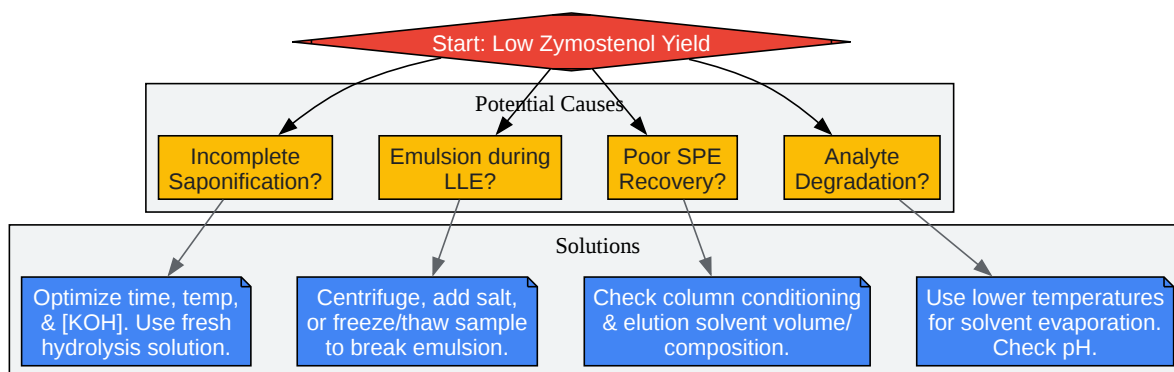 Start: Low Zymostenol Yield
Potential Causes
Incomplete
Saponification?
Emulsion during
LLE?
Poor SPE
Recovery?
Analyte
Degradation?
Solutions
Optimize time, temp,
& [KOH]. Use fresh
hydrolysis solution.
Centrifuge, add salt,
or freeze/thaw sample
to break emulsion.
Check column conditioning
& elution solvent volume/
composition.
Use lower temperatures
for solvent evaporation.
Check pH.